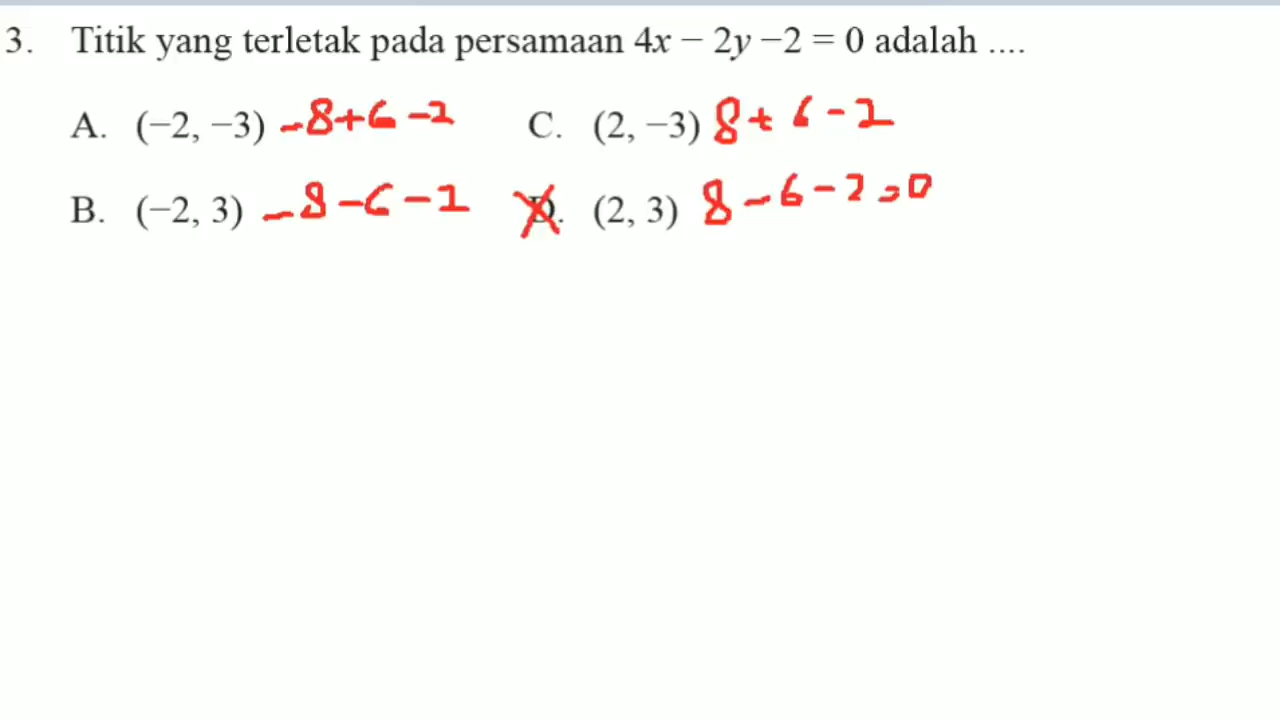 3. Titik yang terletak pada persamaan 4x − 2y −2 = 0 adalah ....
A. (−2, −3) -8+6-2 C. (2, −3) 8+6-2
B. (−2, 3) -8-6-2 D. (2, 3) 8-6-2=0